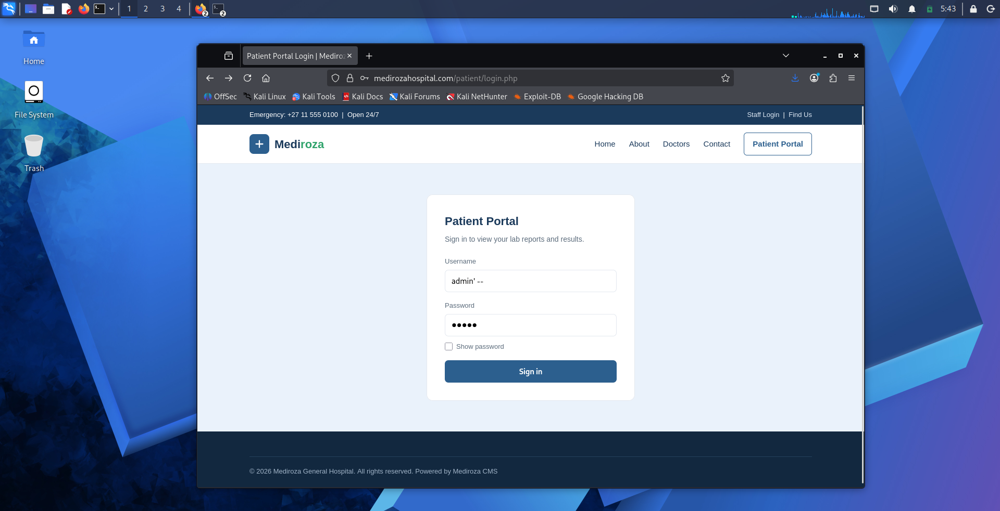 1 2 3 4
2
2
5:43
Home
File System
Trash
Patient Portal Login | Mediroz
medirozahospital.com/patient/login.php
OffSec
Kali Linux
Kali Tools
Kali Docs
Kali Forums
Kali NetHunter
Exploit-DB
Google Hacking DB
Emergency: +27 11 555 0100 | Open 24/7
Staff Login | Find Us
Mediroza
Home
About
Doctors
Contact
Patient Portal
Patient Portal
Sign in to view your lab reports and results.
Username
admin' --
Password
●●●●●
Show password
Sign in
© 2026 Mediroza General Hospital. All rights reserved. Powered by Mediroza CMS